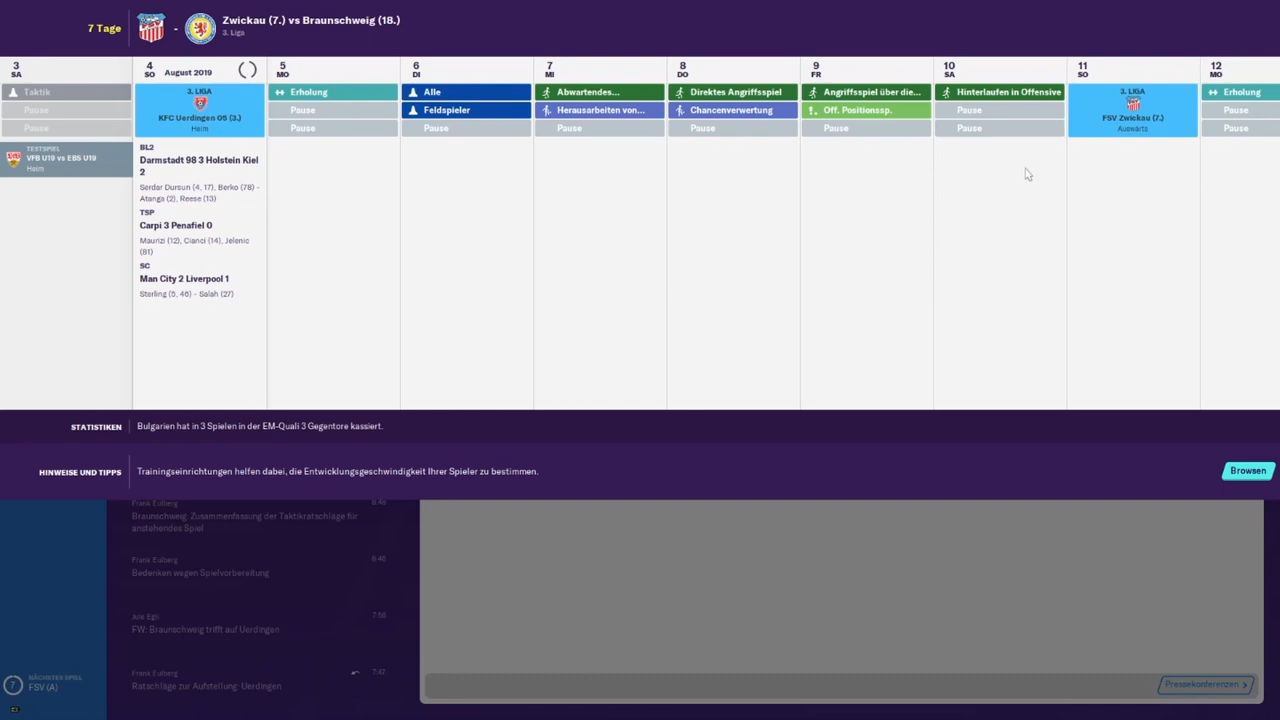 7 Tage
Zwickau (7.) vs Braunschweig (18.)
3. Liga
3
SA
4
SO
August 2019
5
MO
6
DI
7
MI
8
DO
9
FR
10
SA
11
SO
12
MO
Taktik
Pause
Pause
3. LIGA
KFC Uerdingen 05 (3.)
Heim
Erholung
Pause
Pause
Alle
Feldspieler
Pause
Abwartendes...
Herausarbeiten von...
Pause
Direktes Angriffsspiel
Chancenverwertung
Pause
Angriffsspiel über die...
Off. Positionssp.
Pause
Hinterlaufen in Offensive
Pause
Pause
3. LIGA
FSV Zwickau (7.)
Auswärts
Erholung
Pause
Pause
TESTSPIEL
VFB U19 vs EBS U19
Heim
BL2
Darmstadt 98 3 Holstein Kiel
2
Serdar Dursun (4, 17), Berko (78) -
Atanga (2), Reese (13)
TSP
Carpi 3 Penafiel 0
Maurizi (12), Cianci (14), Jelenic
(81)
SC
Man City 2 Liverpool 1
Sterling (5, 46) - Salah (27)
STATISTIKEN
Bulgarien hat in 3 Spielen in der EM-Quali 3 Gegentore kassiert.
HINWEISE UND TIPPS
Trainingseinrichtungen helfen dabei, die Entwicklungsgeschwindigkeit Ihrer Spieler zu bestimmen.
Browsen
Frank Eulberg
Braunschweig: Zusammenfassung der Taktikratschläge für
anstehendes Spiel
Frank Eulberg
8:46
Bedenken wegen Spielvorbereitung
7:56
FW: Braunschweig trifft auf Uerdingen
Frank Eulberg
7:47
Ratschläge zur Aufstellung: Uerdingen
7
NÄCHSTES SPIEL
FSV (A)
Pressekonferenzen